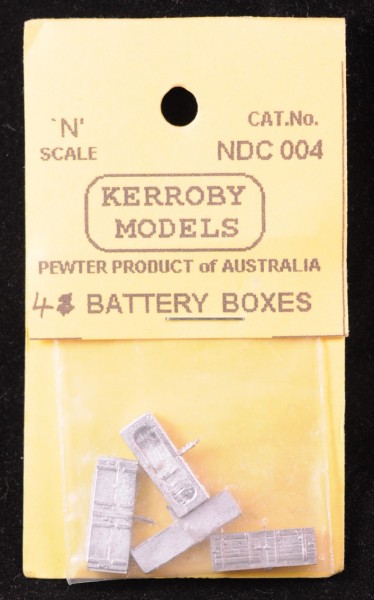 `N'
SCALE
CAT.No.
NDC 004
KERROBY
MODELS
PEWTER PRODUCT of AUSTRALIA
4 BATTERY BOXES